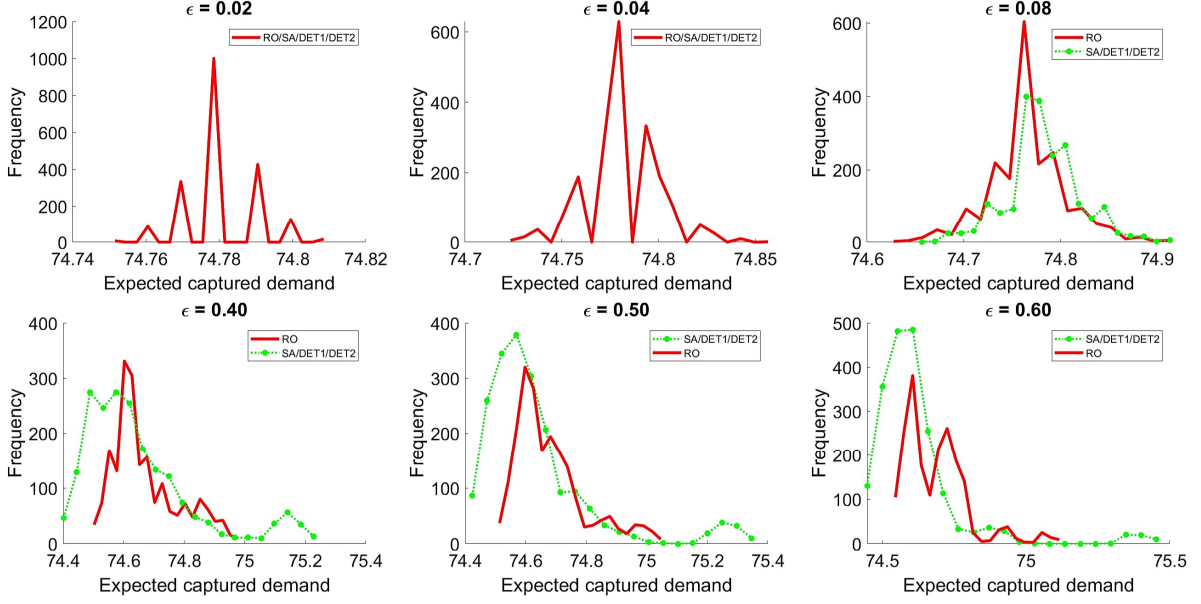 ϵ = 0.02
1200
1000
800
600
400
200
0
Frequency
RO/SA/DET1/DET2
74.74 74.76 74.78 74.8 74.82
Expected captured demand
ϵ = 0.04
600
400
200
0
Frequency
RO/SA/DET1/DET2
74.7 74.75 74.8 74.85
Expected captured demand
ϵ = 0.08
600
400
200
0
Frequency
RO
SA/DET1/DET2
74.6 74.7 74.8 74.9
Expected captured demand
ϵ = 0.40
400
300
200
100
0
Frequency
RO
SA/DET1/DET2
74.4 74.6 74.8 75 75.2 75.4
Expected captured demand
ϵ = 0.50
400
300
200
100
0
Frequency
SA/DET1/DET2
RO
74.4 74.6 74.8 75 75.2 75.4
Expected captured demand
ϵ = 0.60
500
400
300
200
100
0
Frequency
SA/DET1/DET2
RO
74.5 75 75.5
Expected captured demand